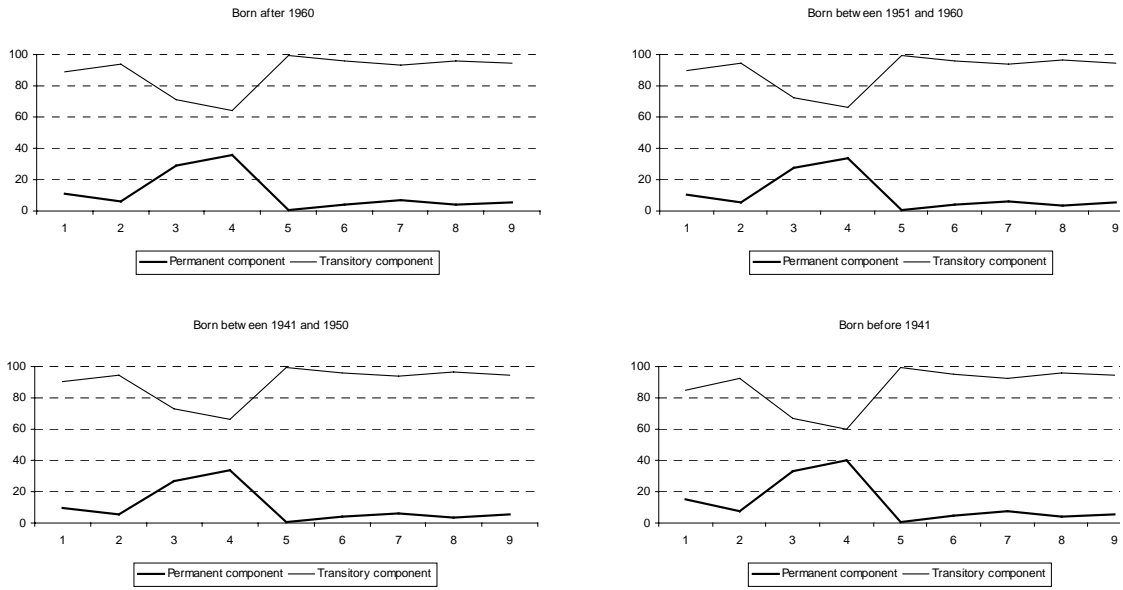 Born after 1960
100
80
60
40
20
0
1 2 3 4 5 6 7 8 9
Permanent component Transitory component
Born between 1951 and 1960
100
80
60
40
20
0
1 2 3 4 5 6 7 8 9
Permanent component Transitory component
Born between 1941 and 1950
100
80
60
40
20
0
1 2 3 4 5 6 7 8 9
Permanent component Transitory component
Born before 1941
100
80
60
40
20
0
1 2 3 4 5 6 7 8 9
Permanent component Transitory component